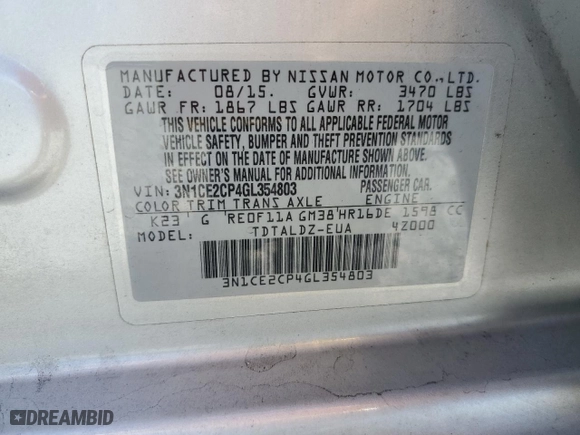 MANUFACTURED BY NISSAN MOTOR CO., LTD.
DATE: 08/15. GVWR: 3470 LBS
GAWR FR: 1867 LBS GAWR RR: 1704 LBS
THIS VEHICLE CONFORMS TO ALL APPLICABLE FEDERAL MOTOR
VEHICLE SAFETY, BUMPER AND THEFT PREVENTION STANDARDS
IN EFFECT ON THE DATE OF MANUFACTURE SHOWN ABOVE.
SEE OWNER'S MANUAL FOR ADDITIONAL INFORMATION.
VIN: 3N1CE2CP4GL354803 PASSENGER CAR.
COLOR TRIM TRANS AXLE ENGINE
K23 G RE0F11A GM38 HR16DE 1598 CC
MODEL: TDTALDZ-EUA 4Z000
3N1CE2CP4GL354803
DREAMBID